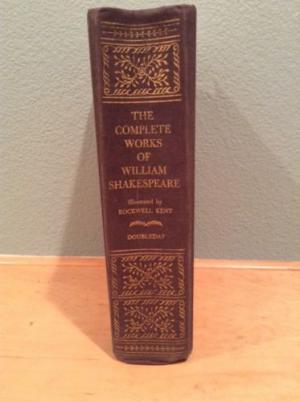 THE
COMPLETE
WORKS
OF
WILLIAM
SHAKESPEARE
Illustrated by
ROCKWELL KENT
DOUBLEDAY